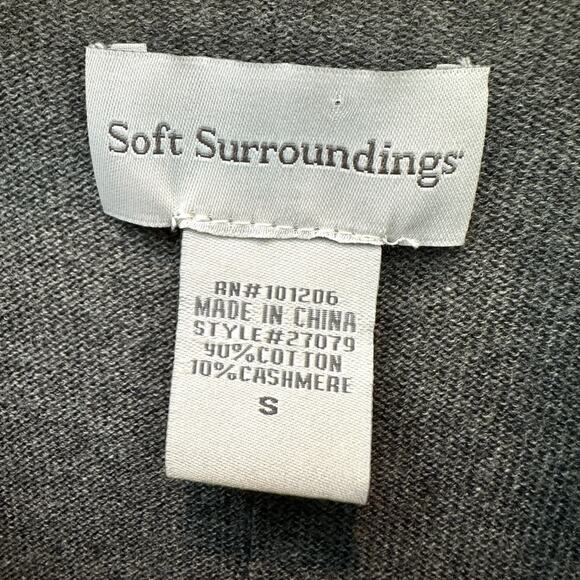 Soft Surroundings
RN#101206
MADE IN CHINA
STYLE#27079
90%COTTON
10%CASHMERE
S